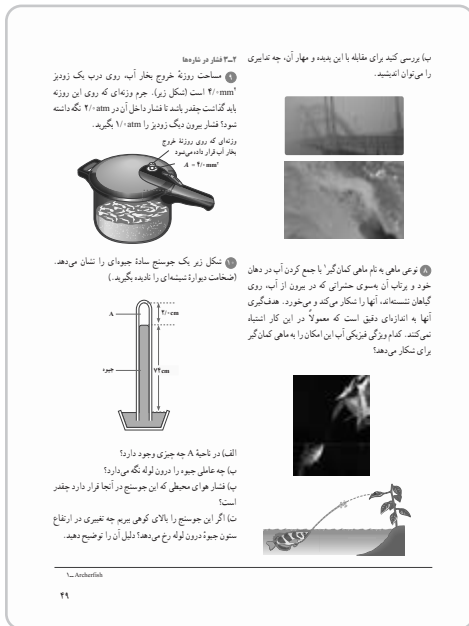 ۲ــ۳ فشار در شاره‌ها
۹ مساحت روزنهٔ خروج بخار آب، روی درب یک زودپز
۴/۰mm² است (شکل زیر). جرم وزنه‌ای که روی این روزنه
باید گذاشت چقدر باشد تا فشار داخل آن در ۲/۰atm نگه داشته
شود؟ فشار بیرون دیگ زودپز را ۱/۰atm بگیرید.
وزنه‌ای که روی روزنهٔ خروج
بخار آب قرار داده می‌شود
A = ۴/۰mm²
۱۰ شکل زیر یک جوسنج سادهٔ جیوه‌ای را نشان می‌دهد.
(ضخامت دیوارهٔ شیشه‌ای را نادیده بگیرید.)
A
۴/۰cm
جیوه
۷۴cm
الف) در ناحیهٔ A چه چیزی وجود دارد؟
ب) چه عاملی جیوه را درون لوله نگه می‌دارد؟
پ) فشار هوای محیطی که این جوسنج در آنجا قرار دارد چقدر
است؟
ت) اگر این جوسنج را بالای کوهی ببریم چه تغییری در ارتفاع
ستون جیوهٔ درون لوله رخ می‌دهد؟ دلیل آن را توضیح دهید.
ب) بررسی کنید برای مقابله با این پدیده و مهار آن، چه تدابیری
را می‌توان اندیشید.
۸ نوعی ماهی به نام ماهی کمان‌گیر۱ با جمع کردن آب در دهان
خود و پرتاب آن به‌سوی حشراتی که در بیرون از آب، روی
گیاهان نشسته‌اند، آنها را شکار می‌کند و می‌خورد. هدف‌گیری
آنها به اندازه‌ای دقیق است که معمولاً در این کار اشتباه
نمی‌کنند. کدام ویژگی فیزیکی آب این امکان را به ماهی کمان‌گیر
برای شکار می‌دهد؟
۱ــ Archerfish
۴۹